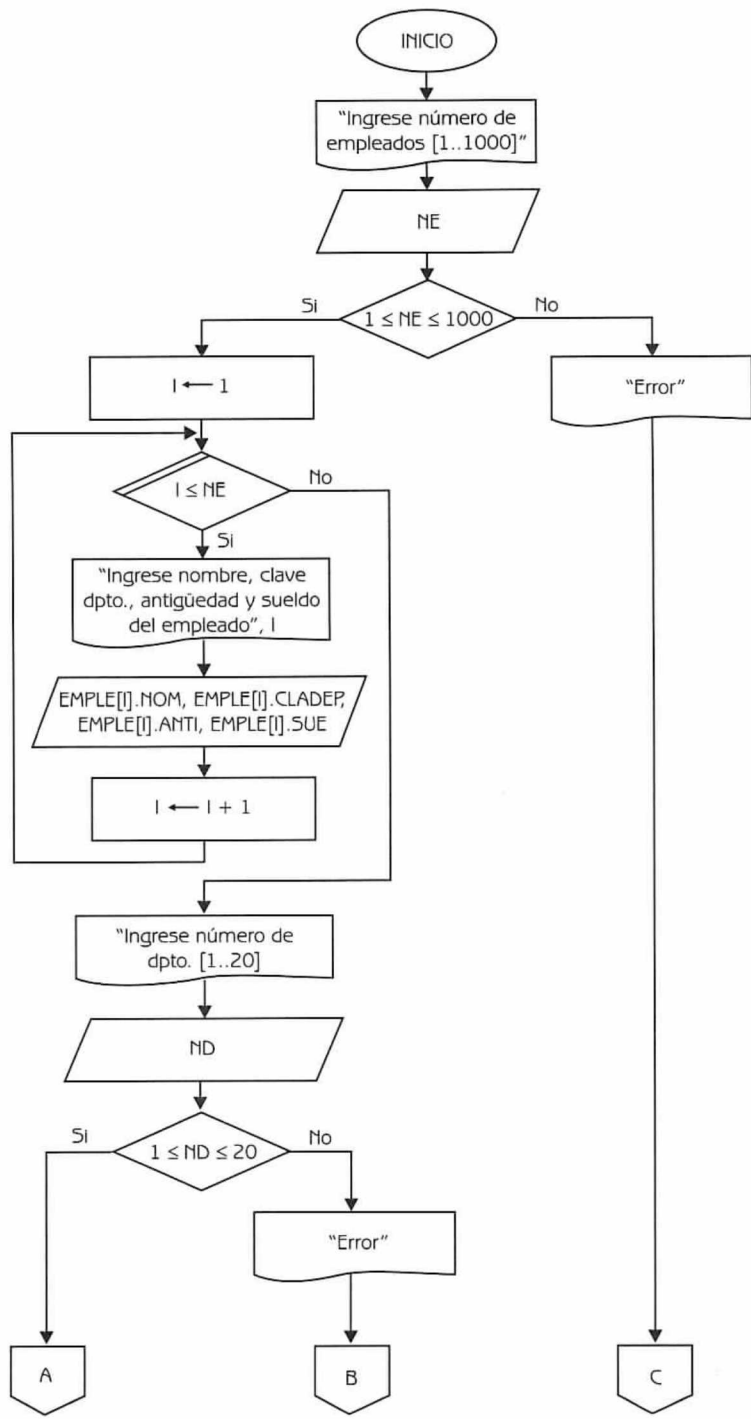 INICIO
"Ingrese número de
empleados [1..1000]"
NE
1 ≤ NE ≤ 1000
Si
No
I ← 1
"Error"
I ≤ NE
No
Si
"Ingrese nombre, clave
dpto., antigüedad y sueldo
del empleado", I
EMPLE[I].NOM, EMPLE[I].CLADEP,
EMPLE[I].ANTI, EMPLE[I].SUE
I ← I + 1
"Ingrese número de
dpto. [1..20]
ND
1 ≤ ND ≤ 20
Si
No
"Error"
A
B
C